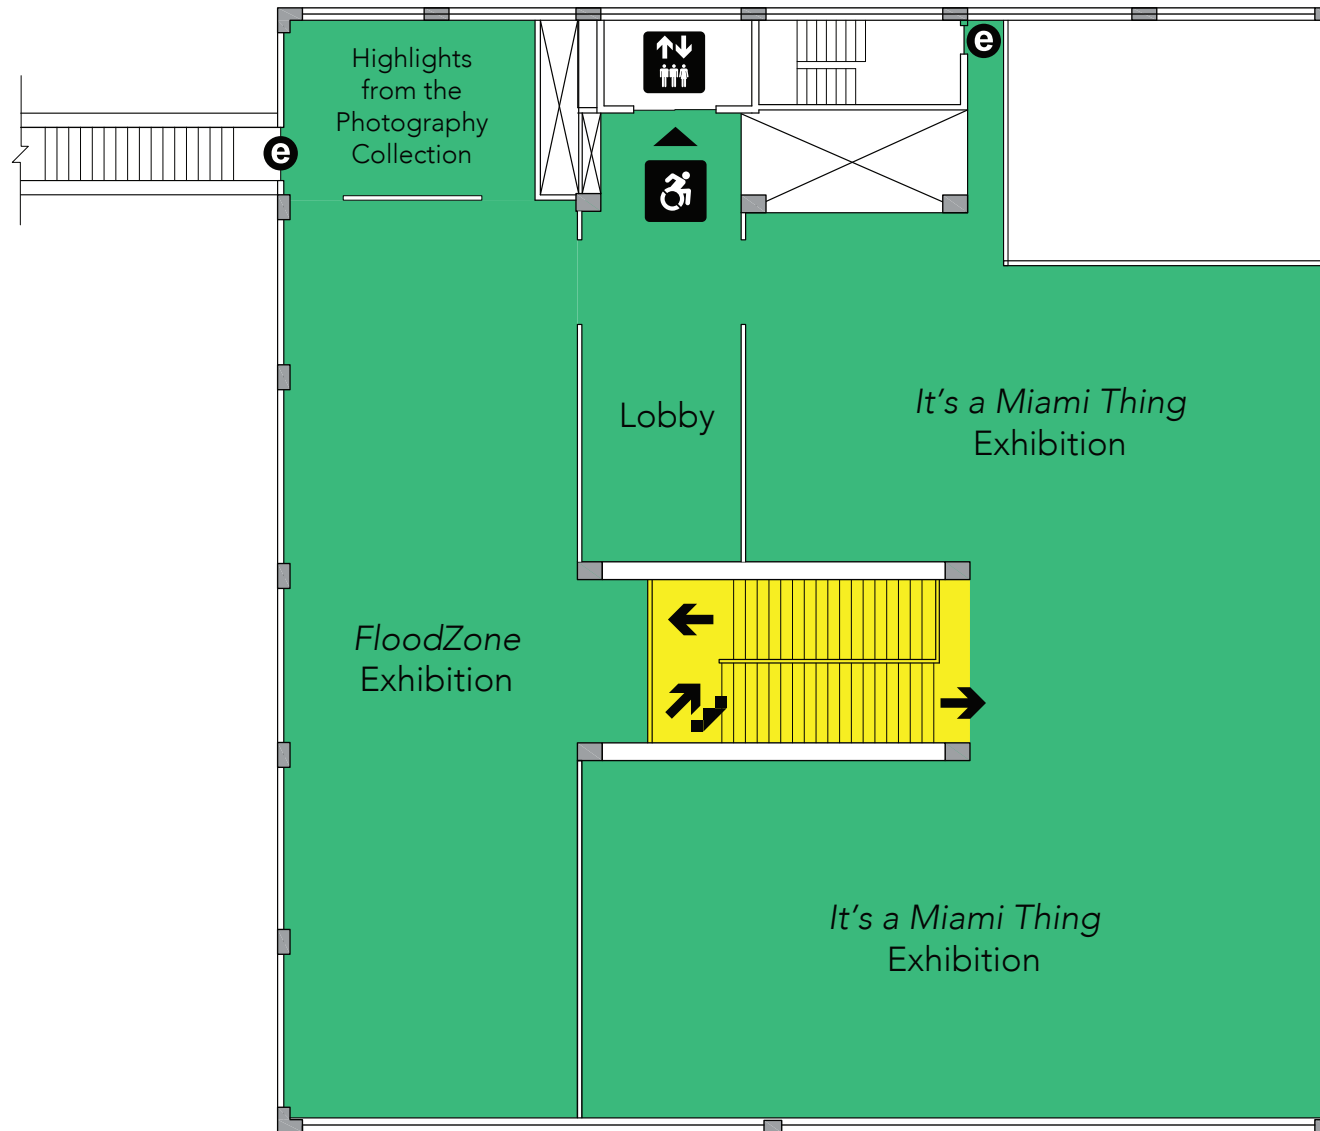 Highlights
from the
Photography
Collection
e
e
Lobby
It's a Miami Thing
Exhibition
FloodZone
Exhibition
It's a Miami Thing
Exhibition